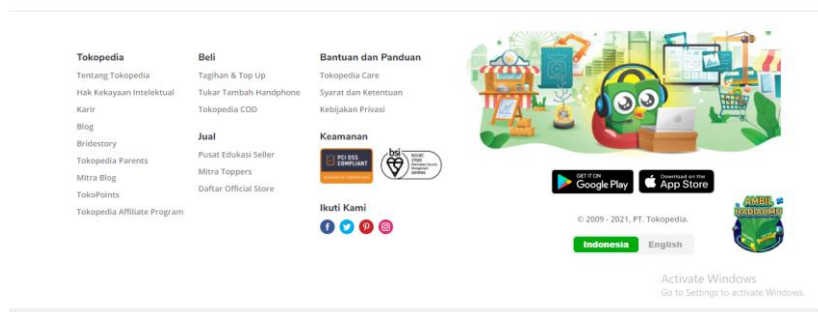 Tokopedia
Tentang Tokopedia
Hak Kekayaan Intelektual
Karir
Blog
Bridestory
Tokopedia Parents
Mitra Blog
TokoPoints
Tokopedia Affiliate Program
Beli
Tagihan & Top Up
Tukar Tambah Handphone
Tokopedia COD
Jual
Pusat Edukasi Seller
Mitra Toppers
Daftar Official Store
Bantuan dan Panduan
Tokopedia Care
Syarat dan Ketentuan
Kebijakan Privasi
Keamanan
PCI DSS
COMPLIANT
bsi
Ikuti Kami
GET IT ON
Google Play
Download on the
App Store
© 2009 - 2021, PT. Tokopedia.
Indonesia
English
AMBIL
HADIAHMU
Activate Windows
Go to Settings to activate Windows.